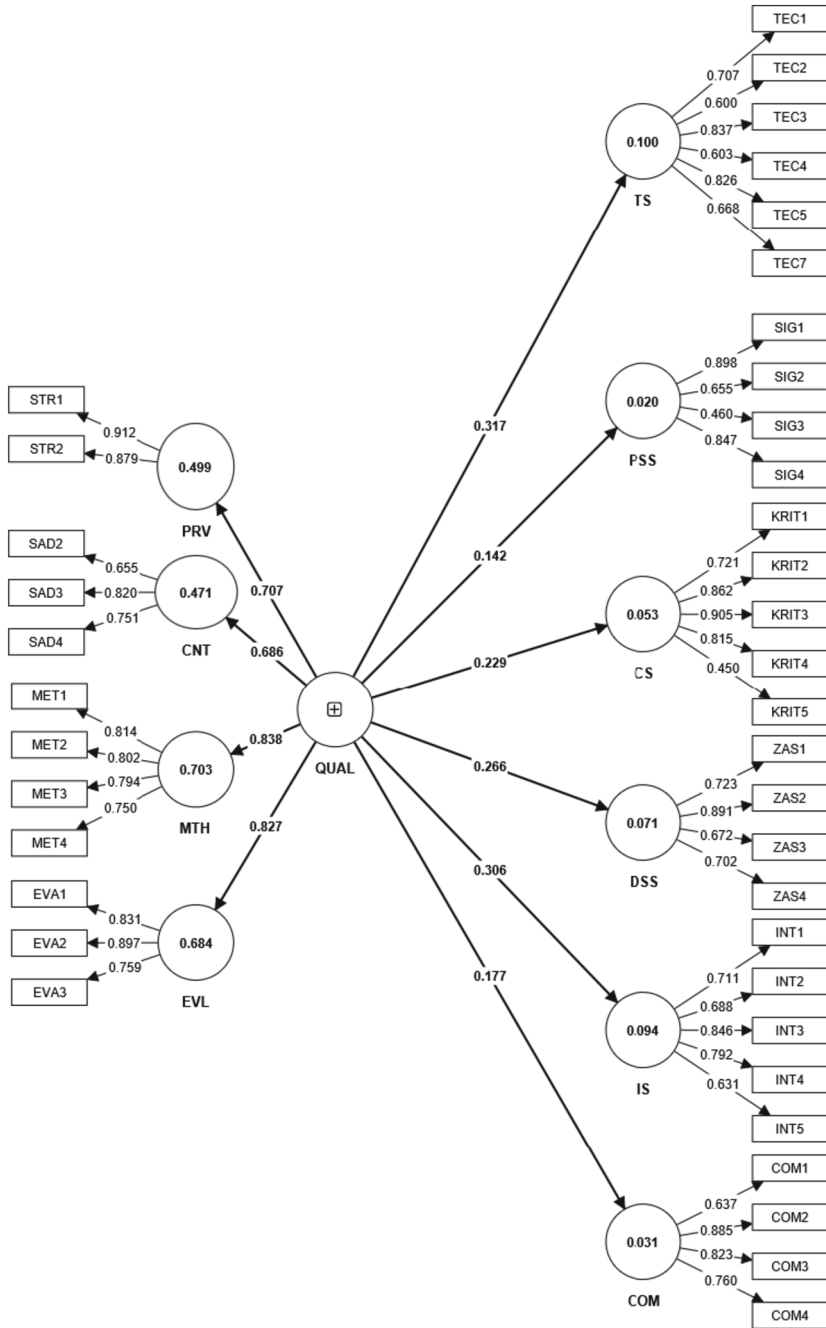 TEC1
TEC2
0.707
0.600
TEC3
0.837
0.100
0.603
TEC4
0.826
TS
0.668
TEC5
TEC7
SIG1
0.898
SIG2
0.655
0.020
0.460
SIG3
0.847
PSS
SIG4
0.317
STR1
0.912
STR2
0.879
0.499
PRV
KRIT1
0.721
KRIT2
0.862
0.053
0.905
KRIT3
0.815
KRIT4
0.450
CS
KRIT5
SAD2
0.655
SAD3
0.820
0.471
0.751
SAD4
CNT
0.707
0.142
0.686
0.229
MET1
0.814
MET2
0.802
0.703
0.794
MET3
0.750
MET4
MTH
0.838
QUAL
0.266
ZAS1
0.723
ZAS2
0.891
0.071
0.672
ZAS3
0.702
DSS
ZAS4
0.827
0.306
EVA1
0.831
EVA2
0.897
0.684
0.759
EVA3
EVL
0.177
INT1
0.711
INT2
0.688
0.094
0.846
INT3
0.792
INT4
0.631
IS
INT5
COM1
0.637
COM2
0.885
0.031
0.823
COM3
0.760
COM
COM4